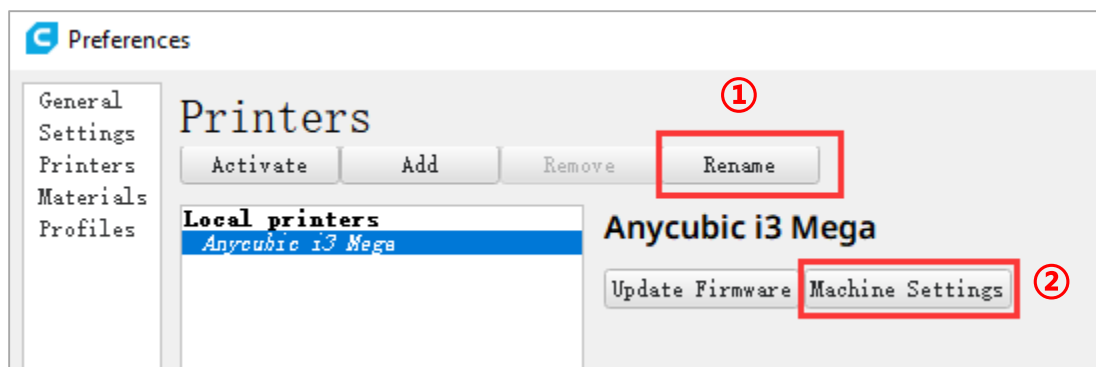 Preferences
General
Settings
Printers
Materials
Profiles
Printers
①
Activate Add Remove Rename
Local printers
Anycubic i3 Mega
Anycubic i3 Mega
Update Firmware Machine Settings ②